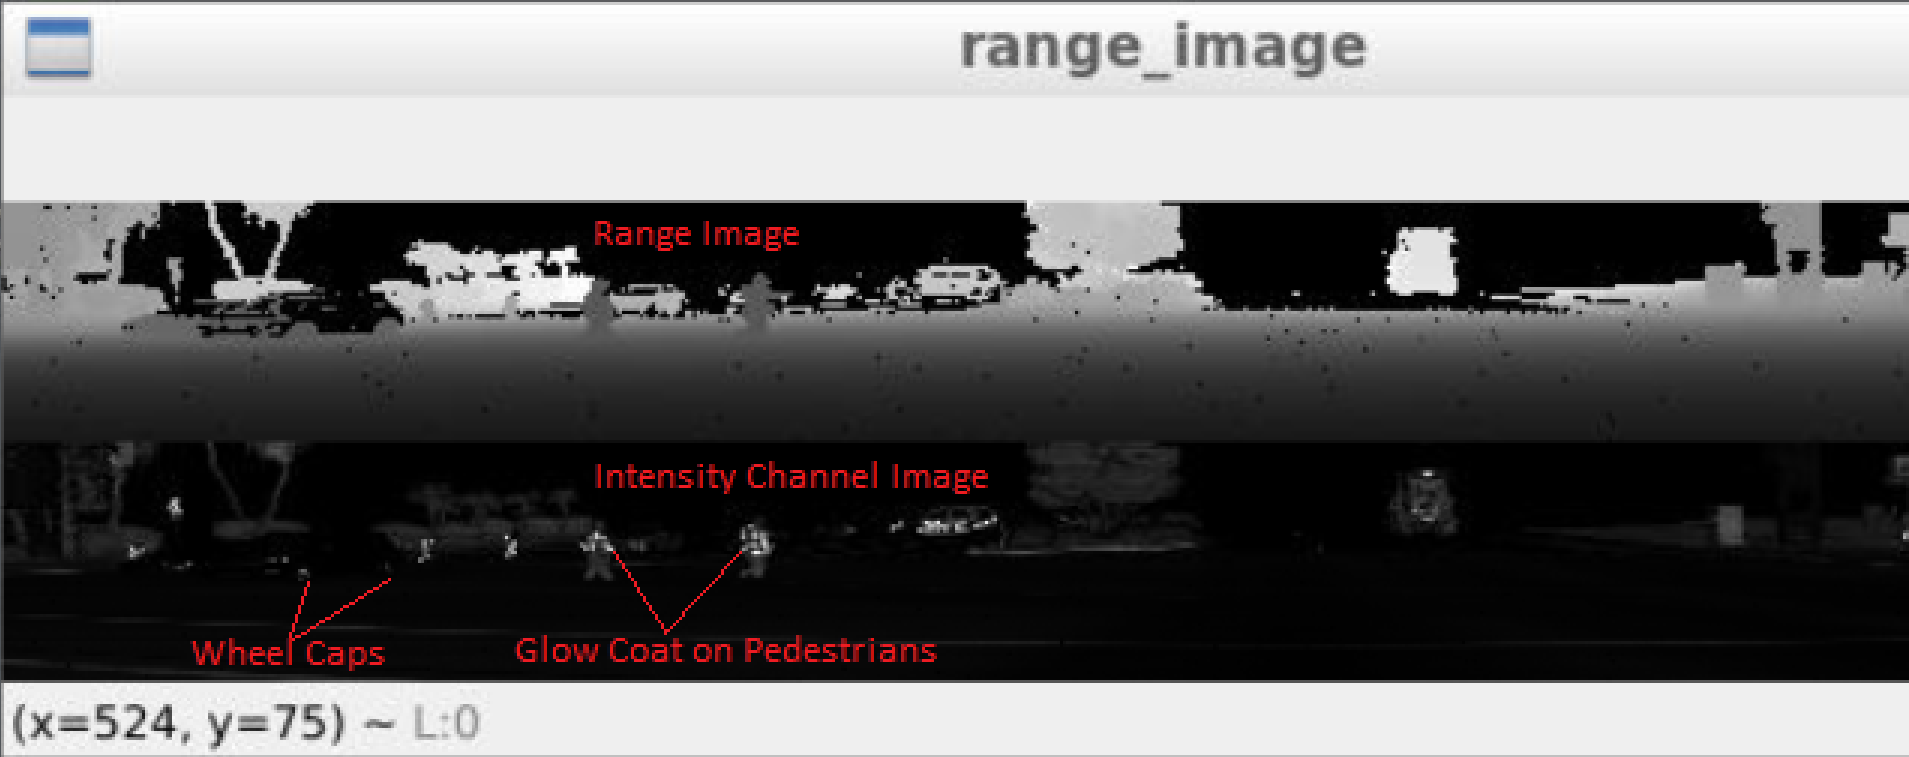 range_image
Range Image
Intensity Channel Image
Wheel Caps
Glow Coat on Pedestrians
(x=524, y=75) ~ L:0